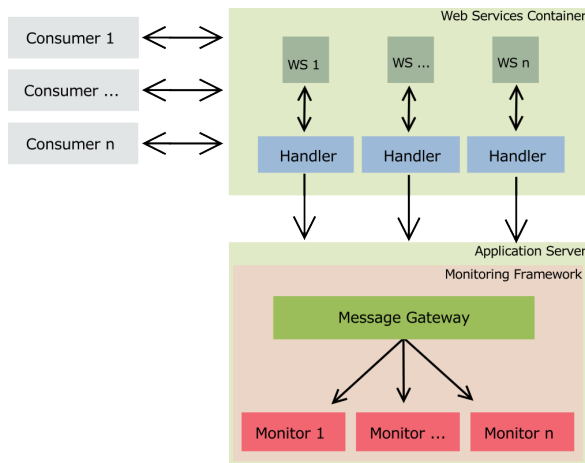 Web Services Container
Consumer 1
Consumer ...
Consumer n
WS 1
WS ...
WS n
Handler
Handler
Handler
Application Server
Monitoring Framework
Message Gateway
Monitor 1
Monitor ...
Monitor n